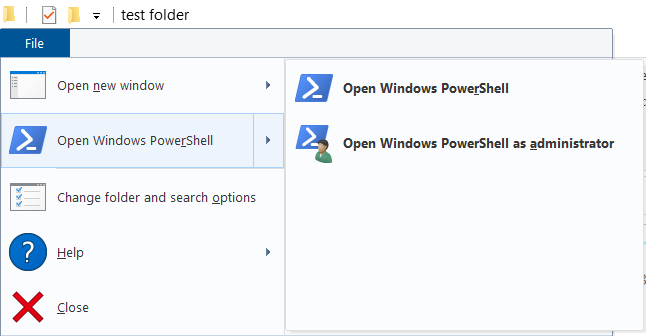 test folder
File
Open new window
Open Windows PowerShell
Change folder and search options
Help
Close
Open Windows PowerShell
Open Windows PowerShell as administrator